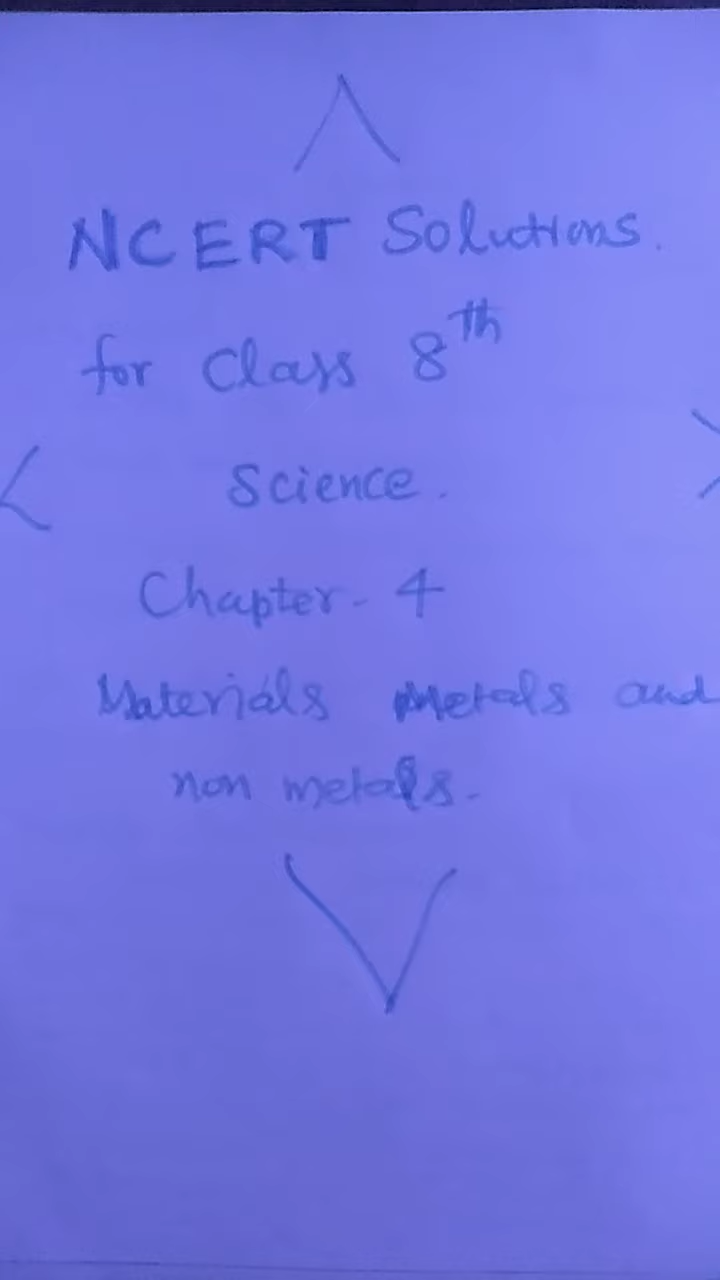 NCERT Solutions.
for Class 8th
Science.
Chapter-4
Materials Metals and
non metals.